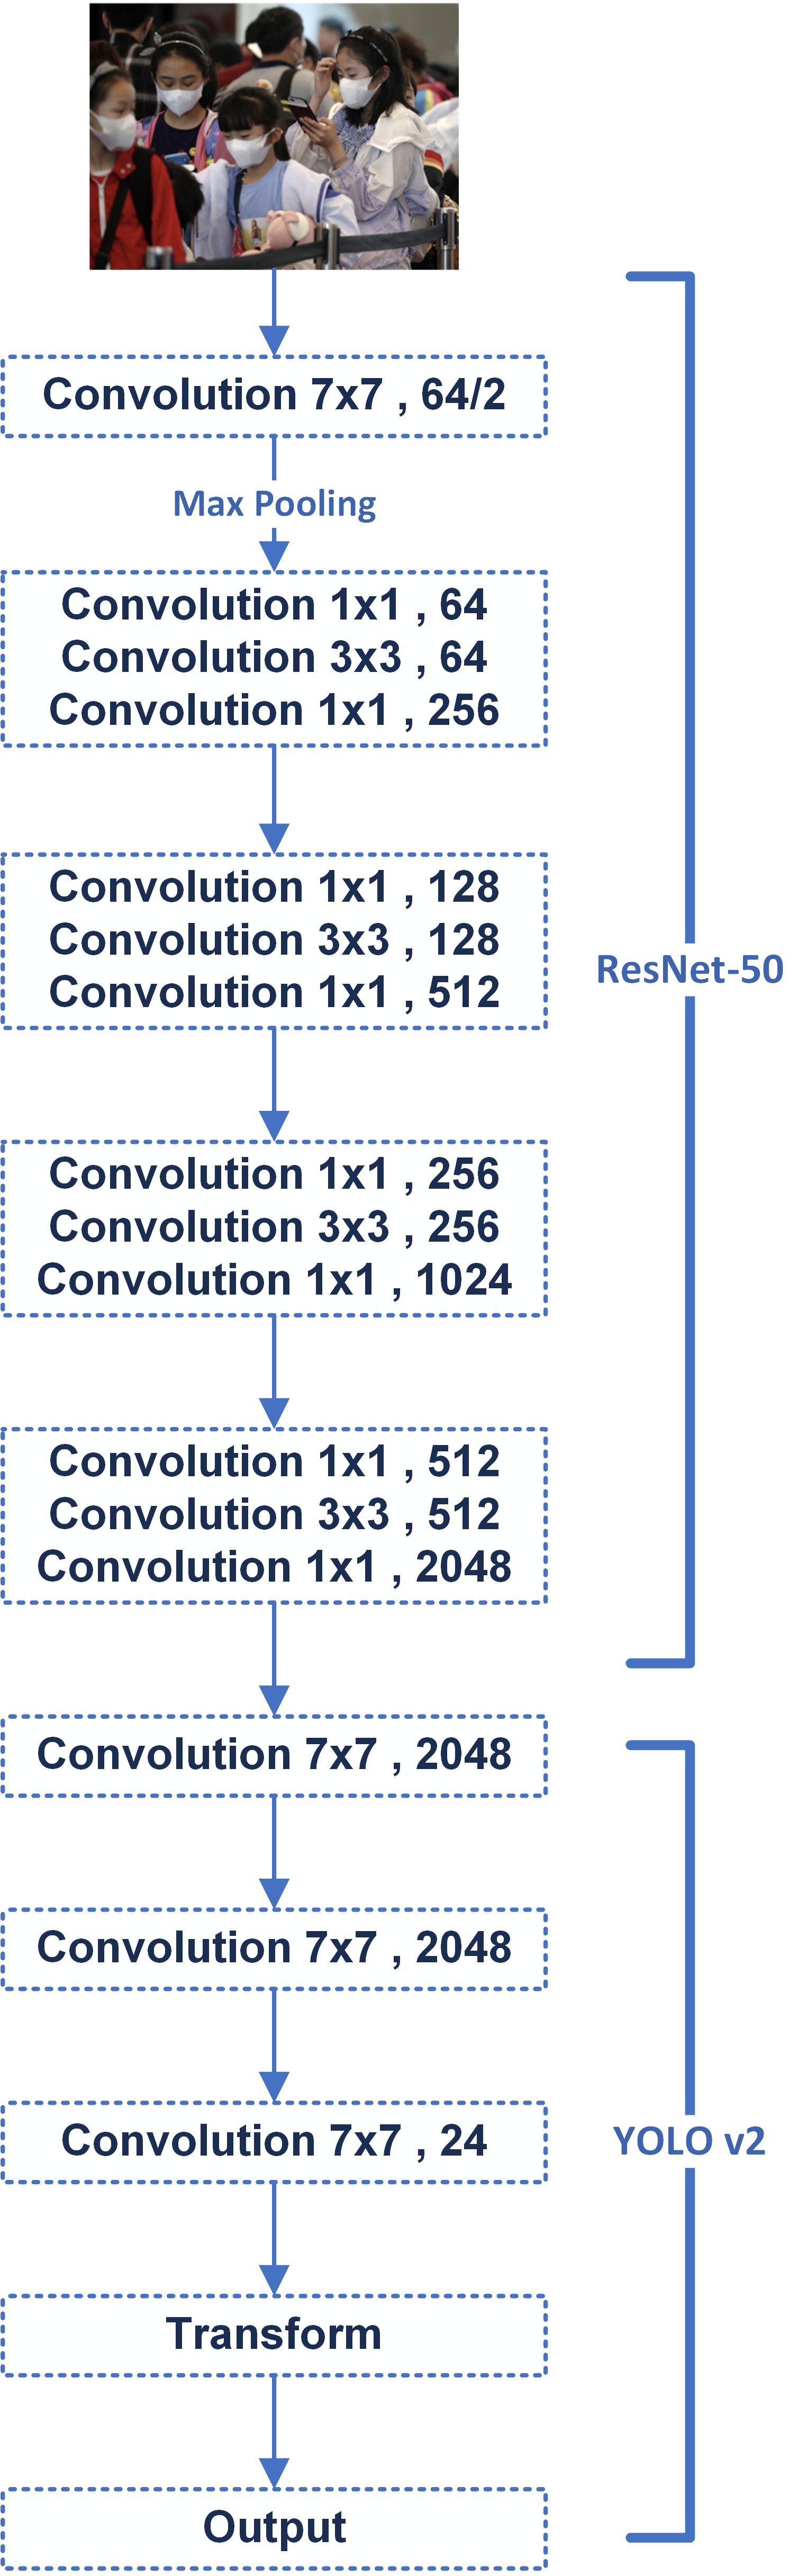 Convolution 7x7 , 64/2
Max Pooling
Convolution 1x1 , 64
Convolution 3x3 , 64
Convolution 1x1 , 256
Convolution 1x1 , 128
Convolution 3x3 , 128
Convolution 1x1 , 512
ResNet-50
Convolution 1x1 , 256
Convolution 3x3 , 256
Convolution 1x1 , 1024
Convolution 1x1 , 512
Convolution 3x3 , 512
Convolution 1x1 , 2048
Convolution 7x7 , 2048
Convolution 7x7 , 2048
Convolution 7x7 , 24
YOLO v2
Transform
Output